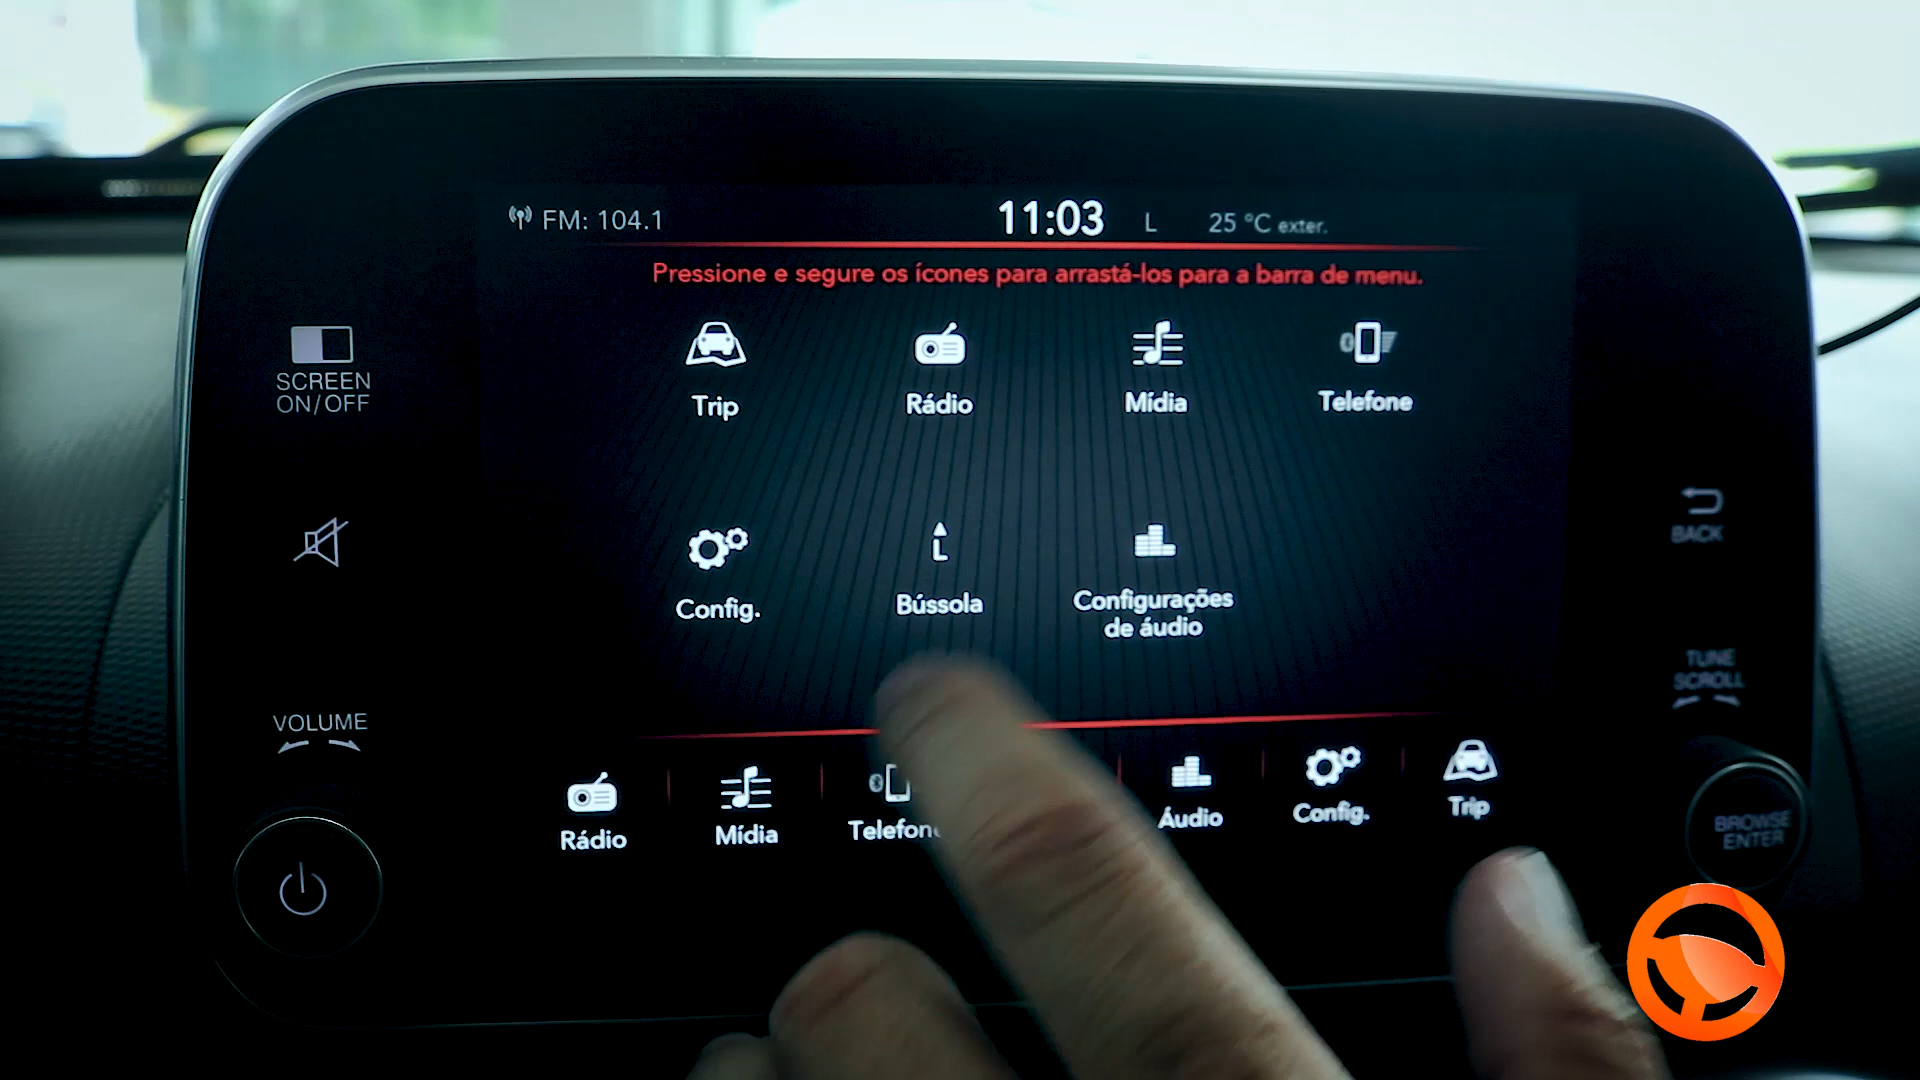 FM: 104.1
11:03
L
25 °C exter.
Pressione e segure os ícones para arrastá-los para a barra de menu.
SCREEN
ON/OFF
Trip
Rádio
Mídia
Telefone
BACK
L
Config.
Bússola
Configurações
de áudio
TUNE
SCROLL
VOLUME
Rádio
Mídia
Telefon
Áudio
Config.
Trip
BROWSE
ENTER